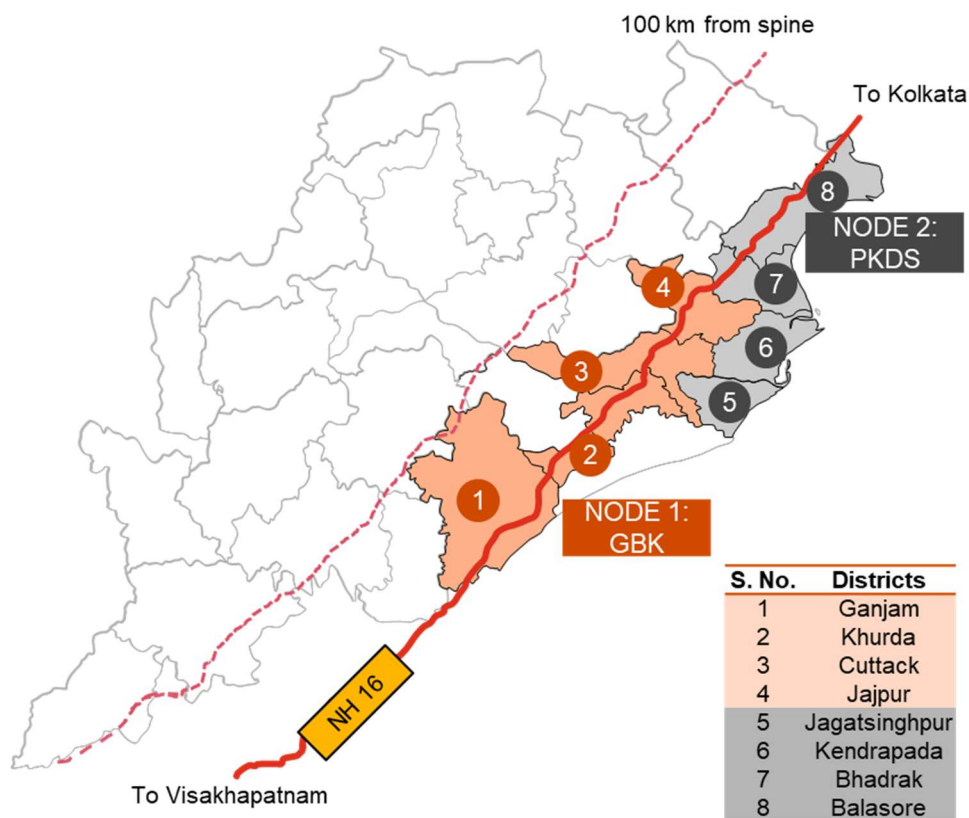 100 km from spine
To Kolkata
8
NODE 2:
PKDS
7
4
6
3
5
2
1
NODE 1:
GBK
NH 16
To Visakhapatnam
S. No. Districts
1 Ganjam
2 Khurda
3 Cuttack
4 Jajpur
5 Jagatsinghpur
6 Kendrapada
7 Bhadrak
8 Balasore